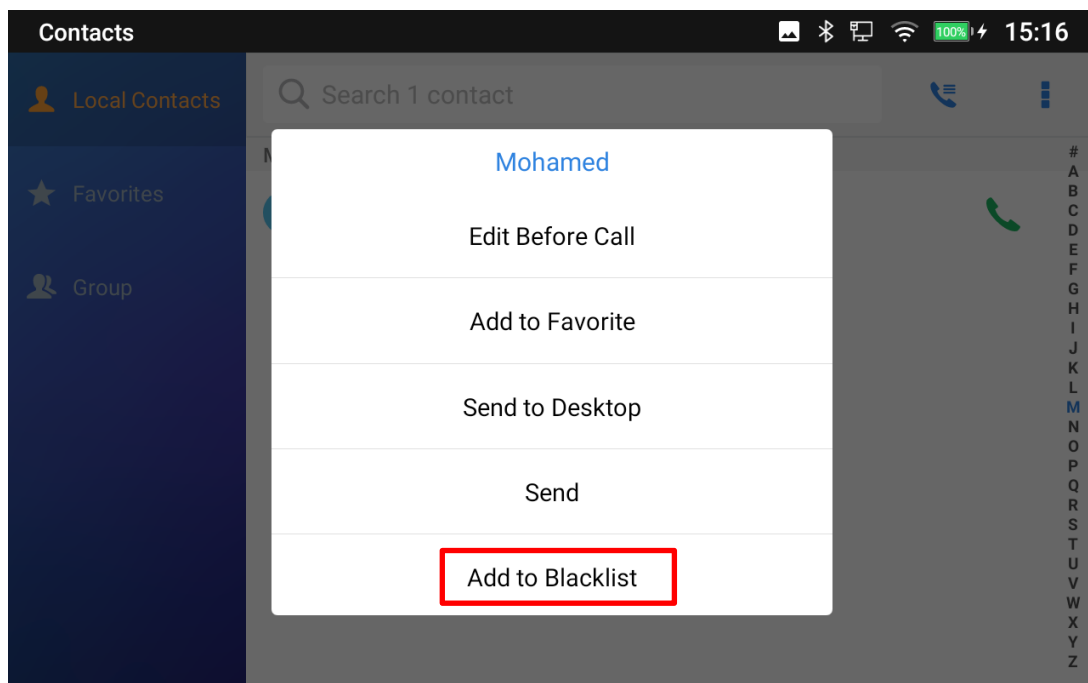 Contacts
100%
15:16
Local Contacts
Search 1 contact
M
Mohamed
Favorites
Edit Before Call
Group
Add to Favorite
Send to Desktop
Send
Add to Blacklist
#
A
B
C
D
E
F
G
H
I
J
K
L
M
N
O
P
Q
R
S
T
U
V
W
X
Y
Z